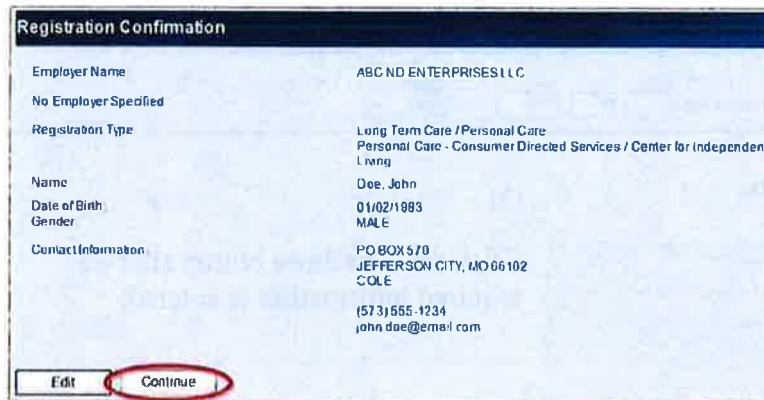 Registration Confirmation
Employer Name ABC ND ENTERPRISES LLC
No Employer Specified
Registration Type Long Term Care / Personal Care
Personal Care - Consumer Directed Services / Center for Independen
Living
Name Doe, John
Date of Birth 01/02/1983
Gender MALE
Contact Information PO BOX 570
JEFFERSON CITY, MO 66102
COLE
(573) 555-1234
john.doe@email.com
Edit Continue